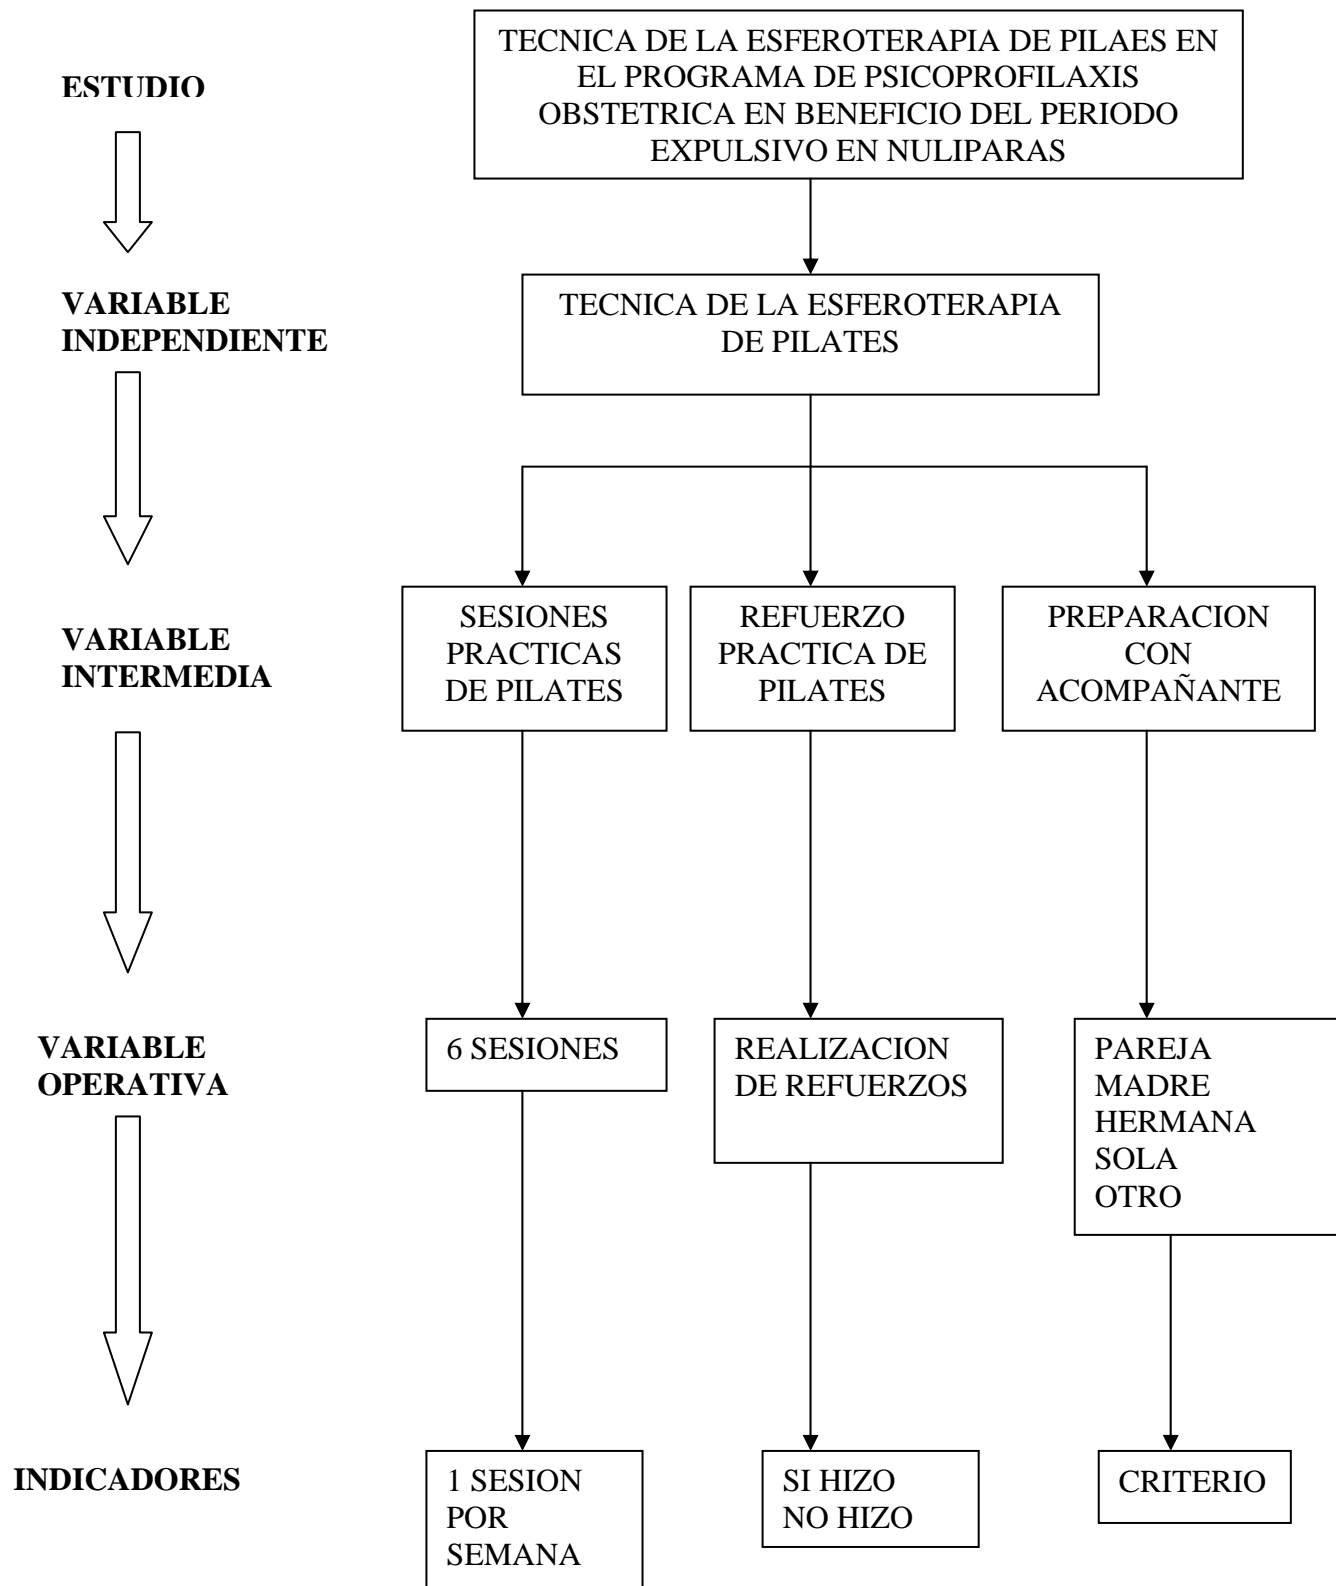 ESTUDIO
TECNICA DE LA ESFEROTERAPIA DE PILAES EN
EL PROGRAMA DE PSICOPROFILAXIS
OBSTETRICA EN BENEFICIO DEL PERIODO
EXPULSIVO EN NULIPARAS
VARIABLE
INDEPENDIENTE
TECNICA DE LA ESFEROTERAPIA
DE PILATES
VARIABLE
INTERMEDIA
SESIONES
PRACTICAS
DE PILATES
REFUERZO
PRACTICA DE
PILATES
PREPARACION
CON
ACOMPAÑANTE
VARIABLE
OPERATIVA
6 SESIONES
REALIZACION
DE REFUERZOS
PAREJA
MADRE
HERMANA
SOLA
OTRO
INDICADORES
1 SESION
POR
SEMANA
SI HIZO
NO HIZO
CRITERIO